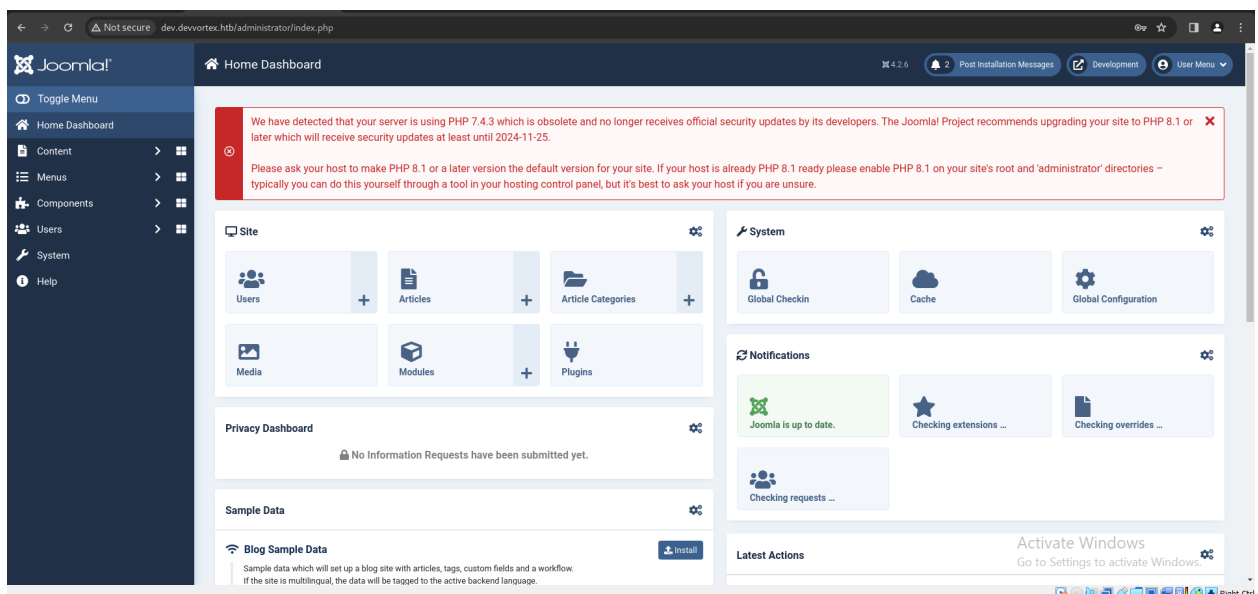 Not secure dev.devvortex.htb/administrator/index.php
Joomla!
Home Dashboard
4.2.6
2 Post Installation Messages
Development
User Menu
Toggle Menu
Home Dashboard
Content
Menus
Components
Users
System
Help
We have detected that your server is using PHP 7.4.3 which is obsolete and no longer receives official security updates by its developers. The Joomla! Project recommends upgrading your site to PHP 8.1 or
later which will receive security updates at least until 2024-11-25.
Please ask your host to make PHP 8.1 or a later version the default version for your site. If your host is already PHP 8.1 ready please enable PHP 8.1 on your site's root and 'administrator' directories –
typically you can do this yourself through a tool in your hosting control panel, but it's best to ask your host if you are unsure.
Site
Users
Articles
Article Categories
Media
Modules
Plugins
Privacy Dashboard
No Information Requests have been submitted yet.
Sample Data
Blog Sample Data
Install
Sample data which will set up a blog site with articles, tags, custom fields and a workflow.
If the site is multilingual, the data will be tagged to the active backend language.
System
Global Checkin
Cache
Global Configuration
Notifications
Joomla is up to date.
Checking extensions ...
Checking overrides ...
Checking requests ...
Latest Actions
Activate Windows
Go to Settings to activate Windows.
Right Ctrl